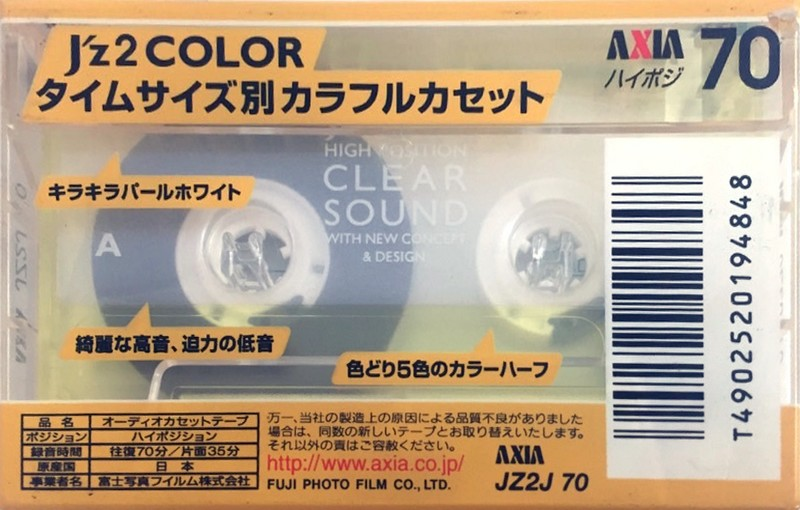 J'z2 COLOR
タイムサイズ別カラフルカセット
AXIA
ハイポジ
70
HIGH POSITION
CLEAR
SOUND
WITH NEW CONCEPT
& DESIGN
キラキラパールホワイト
A
綺麗な高音、迫力の低音
色どり5色のカラーハーフ
T4902520194848
品名 オーディオカセットテープ
ポジション ハイポジション
録音時間 往復70分/片面35分
原産国 日本
事業者名 富士写真フイルム株式会社
万一、当社の製造上の原因による品質不良がありました
場合は、同数の新しいテープとお取り替えいたします。
それ以外の責はご容赦ください。
http://www.axia.co.jp/
FUJI PHOTO FILM CO., LTD.
AXIA
JZ2J 70